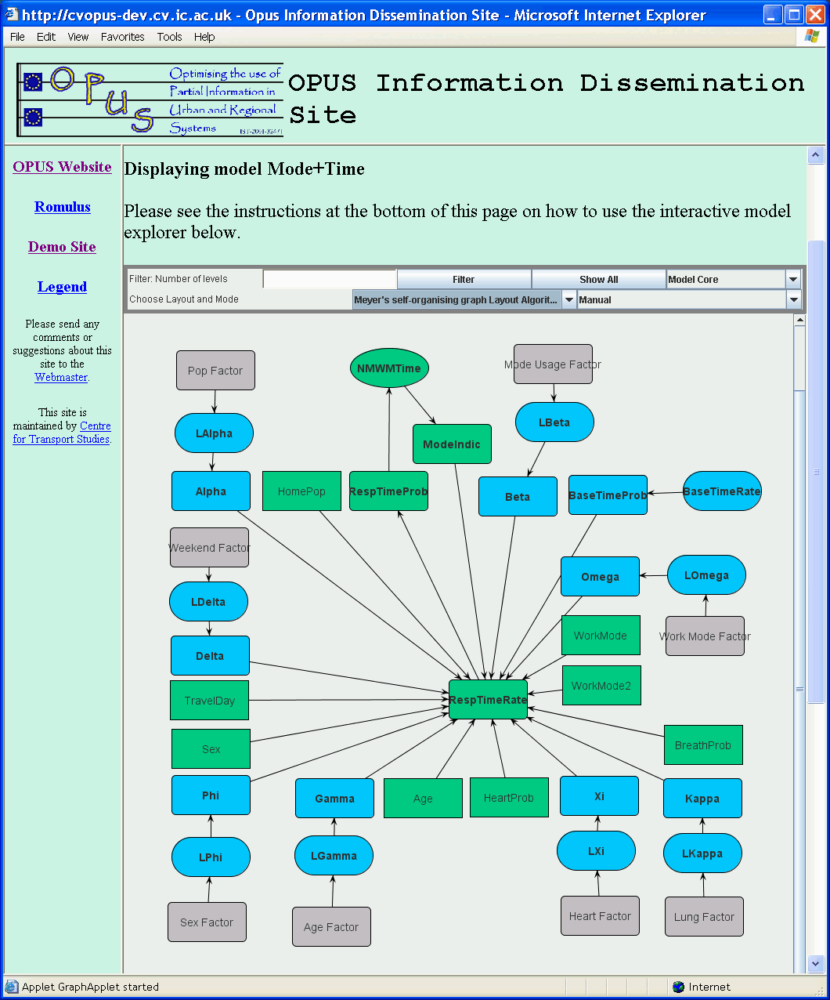 http://cvopus-dev.cv.ic.ac.uk - Opus Information Dissemination Site - Microsoft Internet Explorer
File Edit View Favorites Tools Help
OPUS
Optimising the use of
Partial Information in
Urban and Regional
Systems
IST-2001-32471
OPUS Information Dissemination
Site
OPUS Website
Romulus
Demo Site
Legend
Please send any
comments or
suggestions about this
site to the
Webmaster.
This site is
maintained by Centre
for Transport Studies.
Displaying model Mode+Time
Please see the instructions at the bottom of this page on how to use the interactive model
explorer below.
Filter: Number of levels Filter Show All Model Core
Choose Layout and Mode Meyer's self-organising graph Layout Algorit... Manual
Pop Factor
NMWMTime
Mode Usage Factor
LAlpha
ModeIndic
LBeta
Alpha
HomePop
RespTimeProb
Beta
BaseTimeProb
BaseTimeRate
Weekend Factor
LDelta
Omega
LOmega
Delta
WorkMode
Work Mode Factor
TravelDay
RespTimeRate
WorkMode2
Sex
BreathProb
Phi
Gamma
Age
HeartProb
Xi
Kappa
LPhi
LGamma
LXi
LKappa
Sex Factor
Age Factor
Heart Factor
Lung Factor
Applet GraphApplet started
Internet